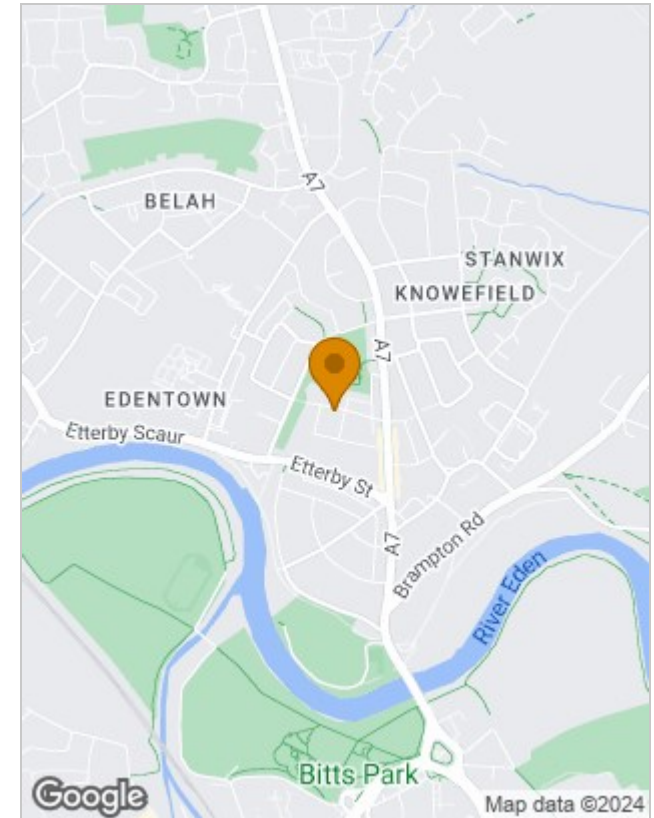 A7
BELAH
STANWIX
KNOWEFIELD
A7
EDENTOWN
Etterby Scaur
Etterby St
A7
Brampton Rd
River Eden
Bitts Park
Google
Map data ©2024